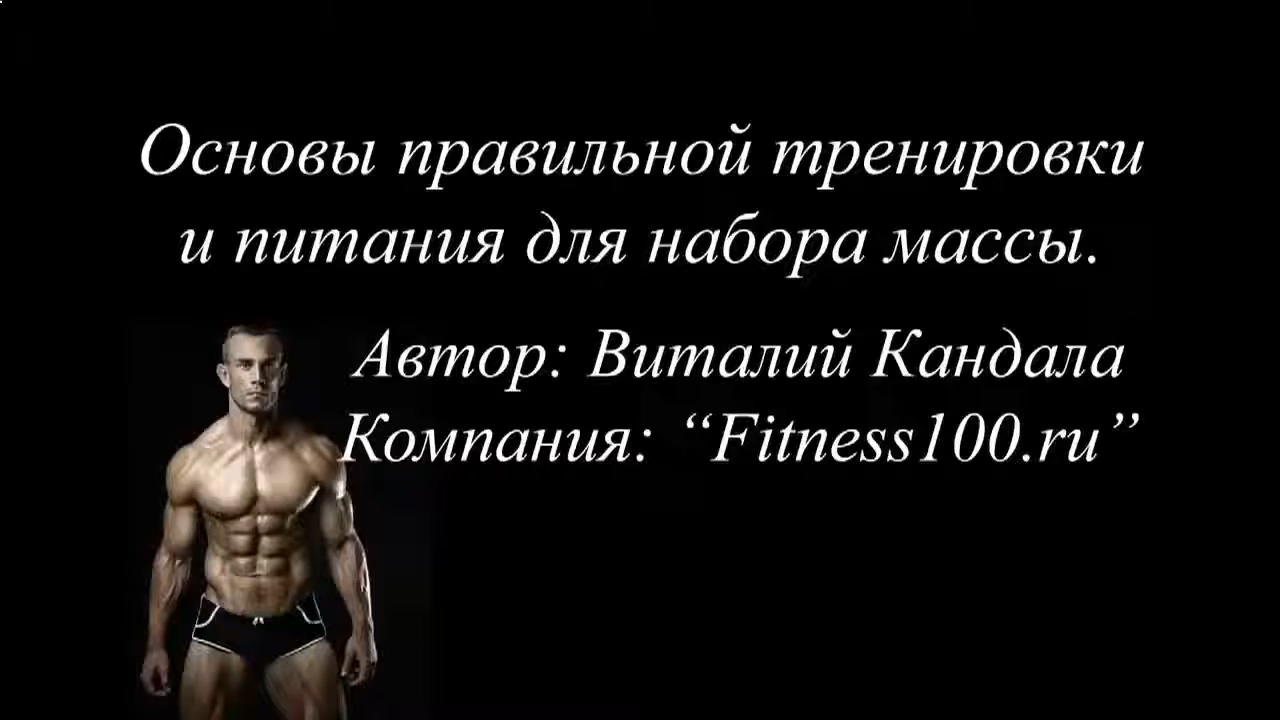 Основы правильной тренировки
и питания для набора массы.
Автор: Виталий Кандала
Компания: “Fitness100.ru”